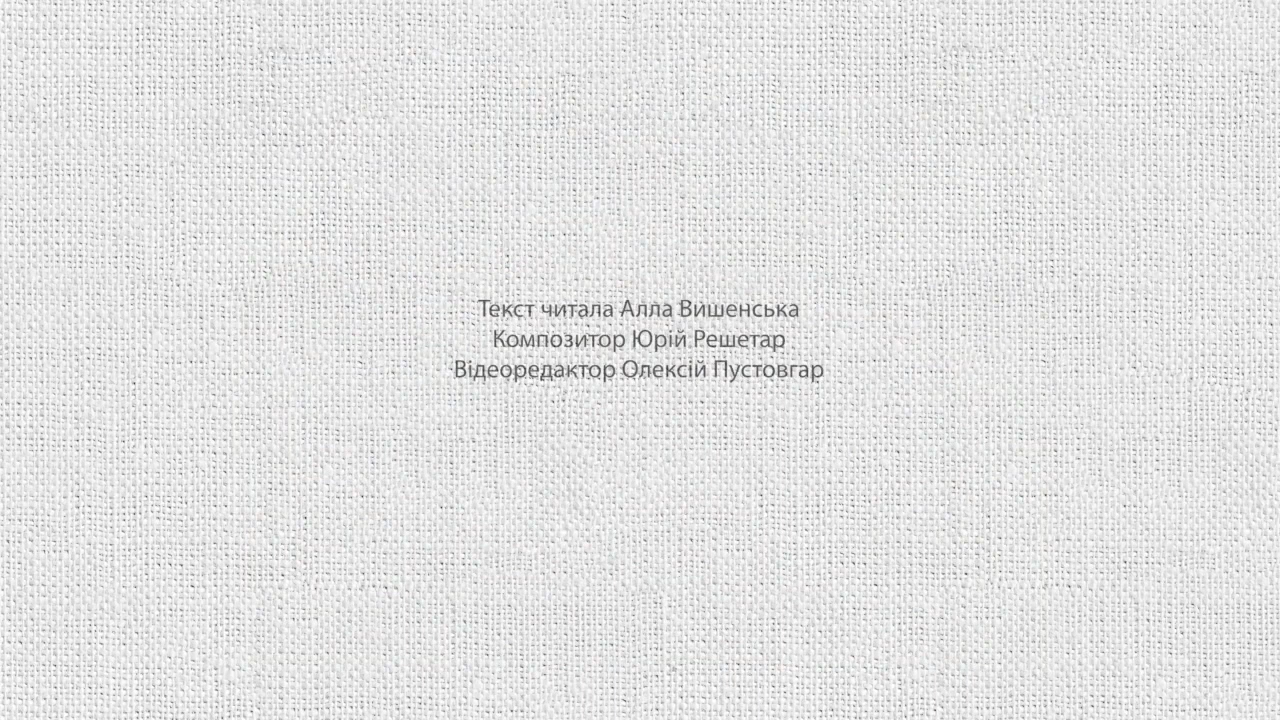 Текст читала Алла Вишенська
Композитор Юрій Решетар
Відеоредактор Олексій Пустовгар